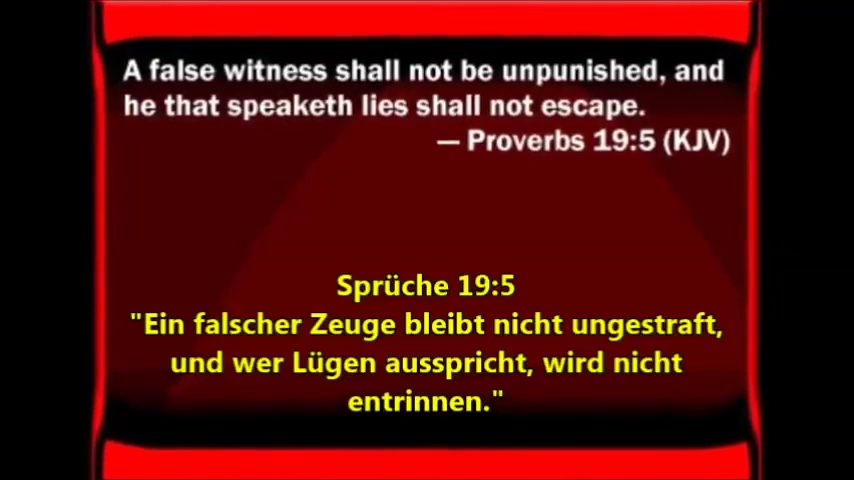 A false witness shall not be unpunished, and
he that speaketh lies shall not escape.
— Proverbs 19:5 (KJV)
Sprüche 19:5
"Ein falscher Zeuge bleibt nicht ungestraft,
und wer Lügen ausspricht, wird nicht
entrinnen."